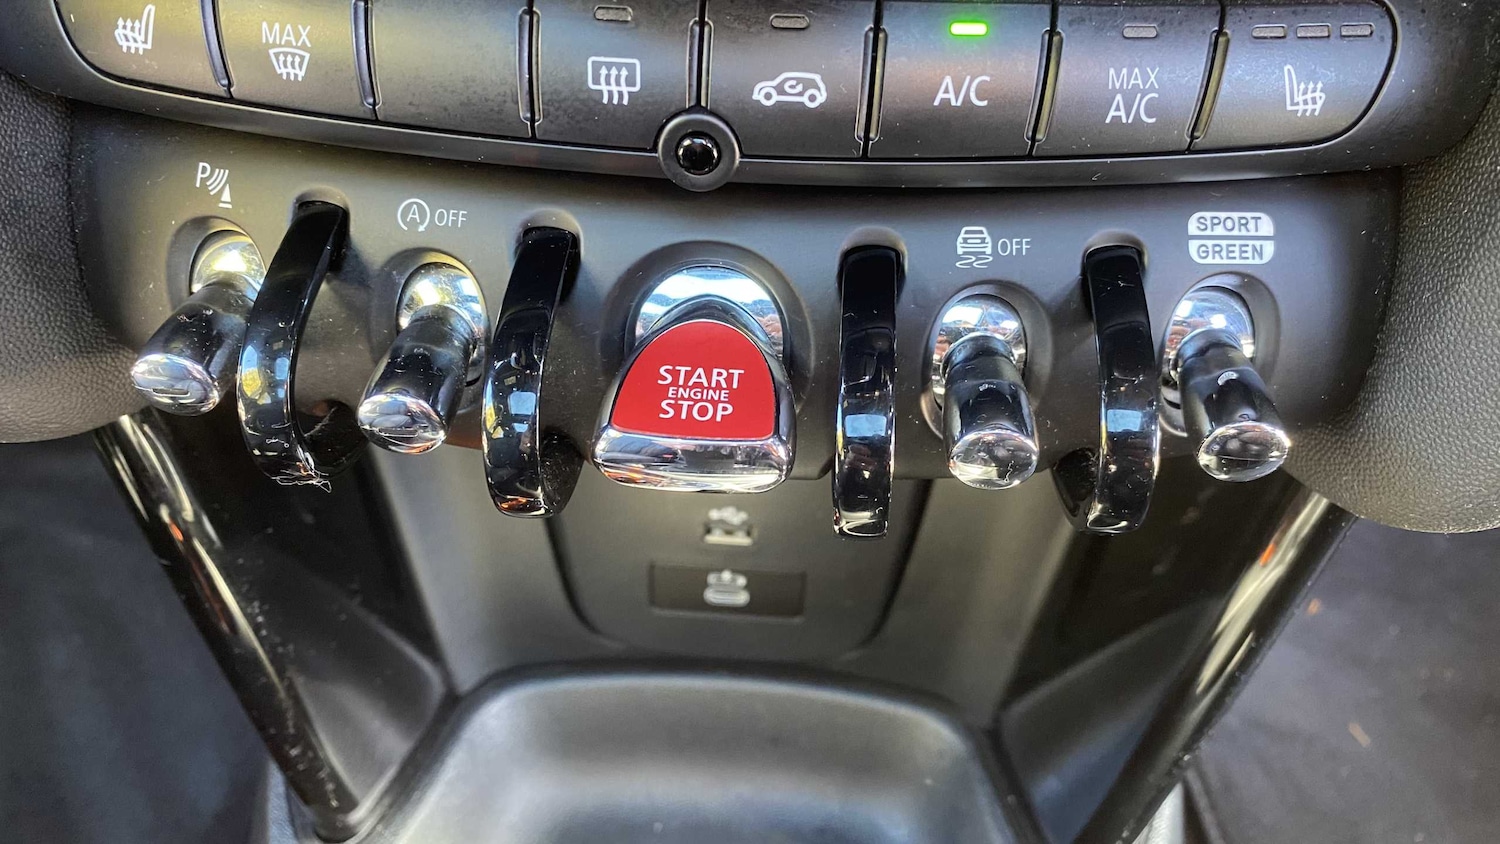 MAX
A/C
MAX
A/C
P
A OFF
OFF
SPORT
GREEN
START
ENGINE
STOP